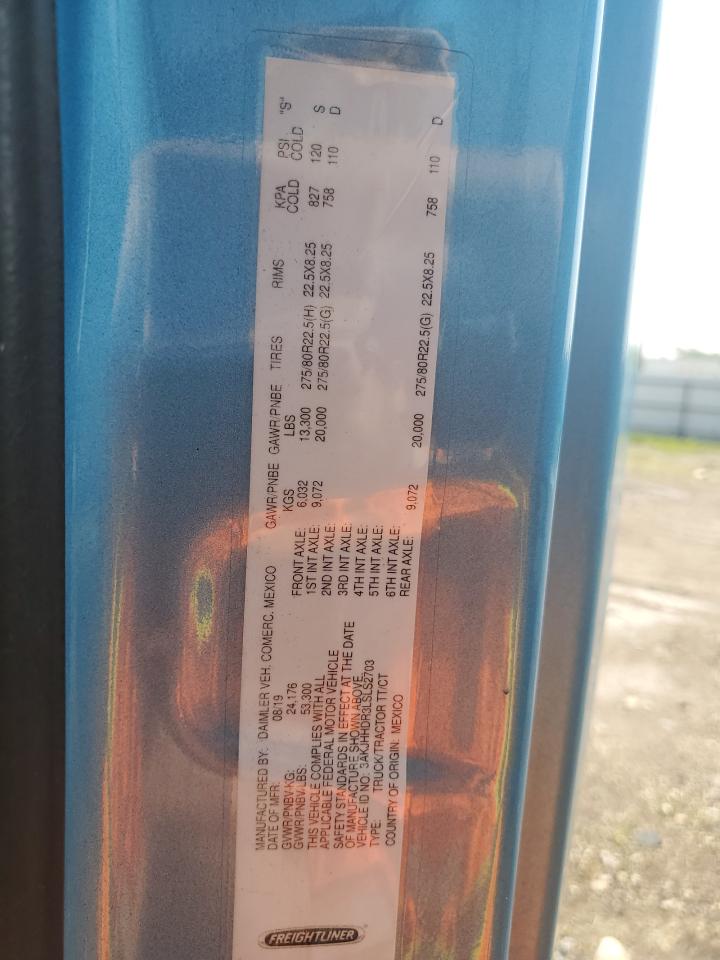 FREIGHTLINER
MANUFACTURED BY: DAIMLER VEH. COMERC. MEXICO
DATE OF MFR: 08/19
GVWR/PNBV-KG: 24,176
GVWR/PNBV-LBS: 53,300
THIS VEHICLE COMPLIES WITH ALL
APPLICABLE FEDERAL MOTOR VEHICLE
SAFETY STANDARDS IN EFFECT AT THE DATE
OF MANUFACTURE SHOWN ABOVE.
VEHICLE ID NO. 3AKJHHDR3LSLS2703
TYPE: TRUCK/TRACTOR TT/CT
COUNTRY OF ORIGIN: MEXICO
GAWR/PNBE GAWR/PNBE TIRES RIMS KPA PSI "S"
KGS LBS COLD COLD
FRONT AXLE: 6,032 13,300 275/80R22.5(H) 22.5X8.25 827 120 S
1ST INT AXLE: 9,072 20,000 275/80R22.5(G) 22.5X8.25 758 110 D
2ND INT AXLE:
3RD INT AXLE:
4TH INT AXLE:
5TH INT AXLE:
6TH INT AXLE:
REAR AXLE: 9,072 20,000 275/80R22.5(G) 22.5X8.25 758 110 D